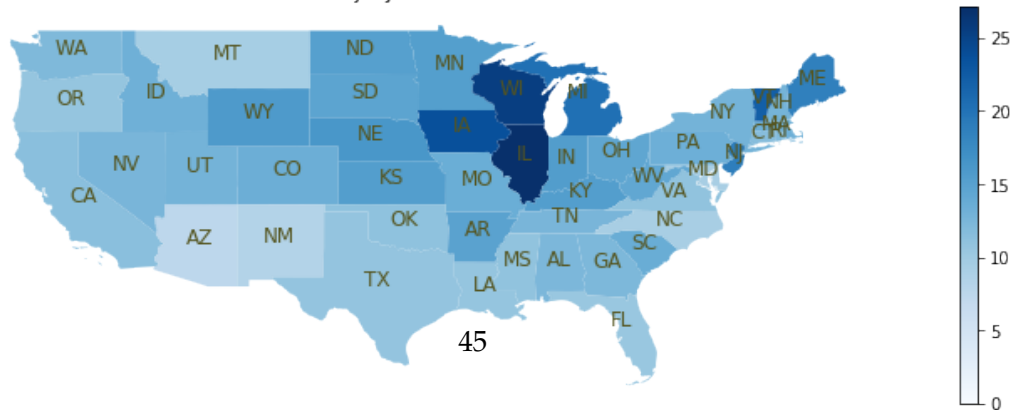 WA
MT
ND
MN
OR
ID
SD
WI
MI
ME
WY
NE
IA
NY
VT NH
MA
CT RI
NV
UT
CO
KS
MO
IL
IN
OH
PA
NJ
CA
KY
WV
MD
VA
AZ
NM
OK
AR
TN
NC
SC
TX
LA
MS
AL
GA
FL
45
25
20
15
10
5
0